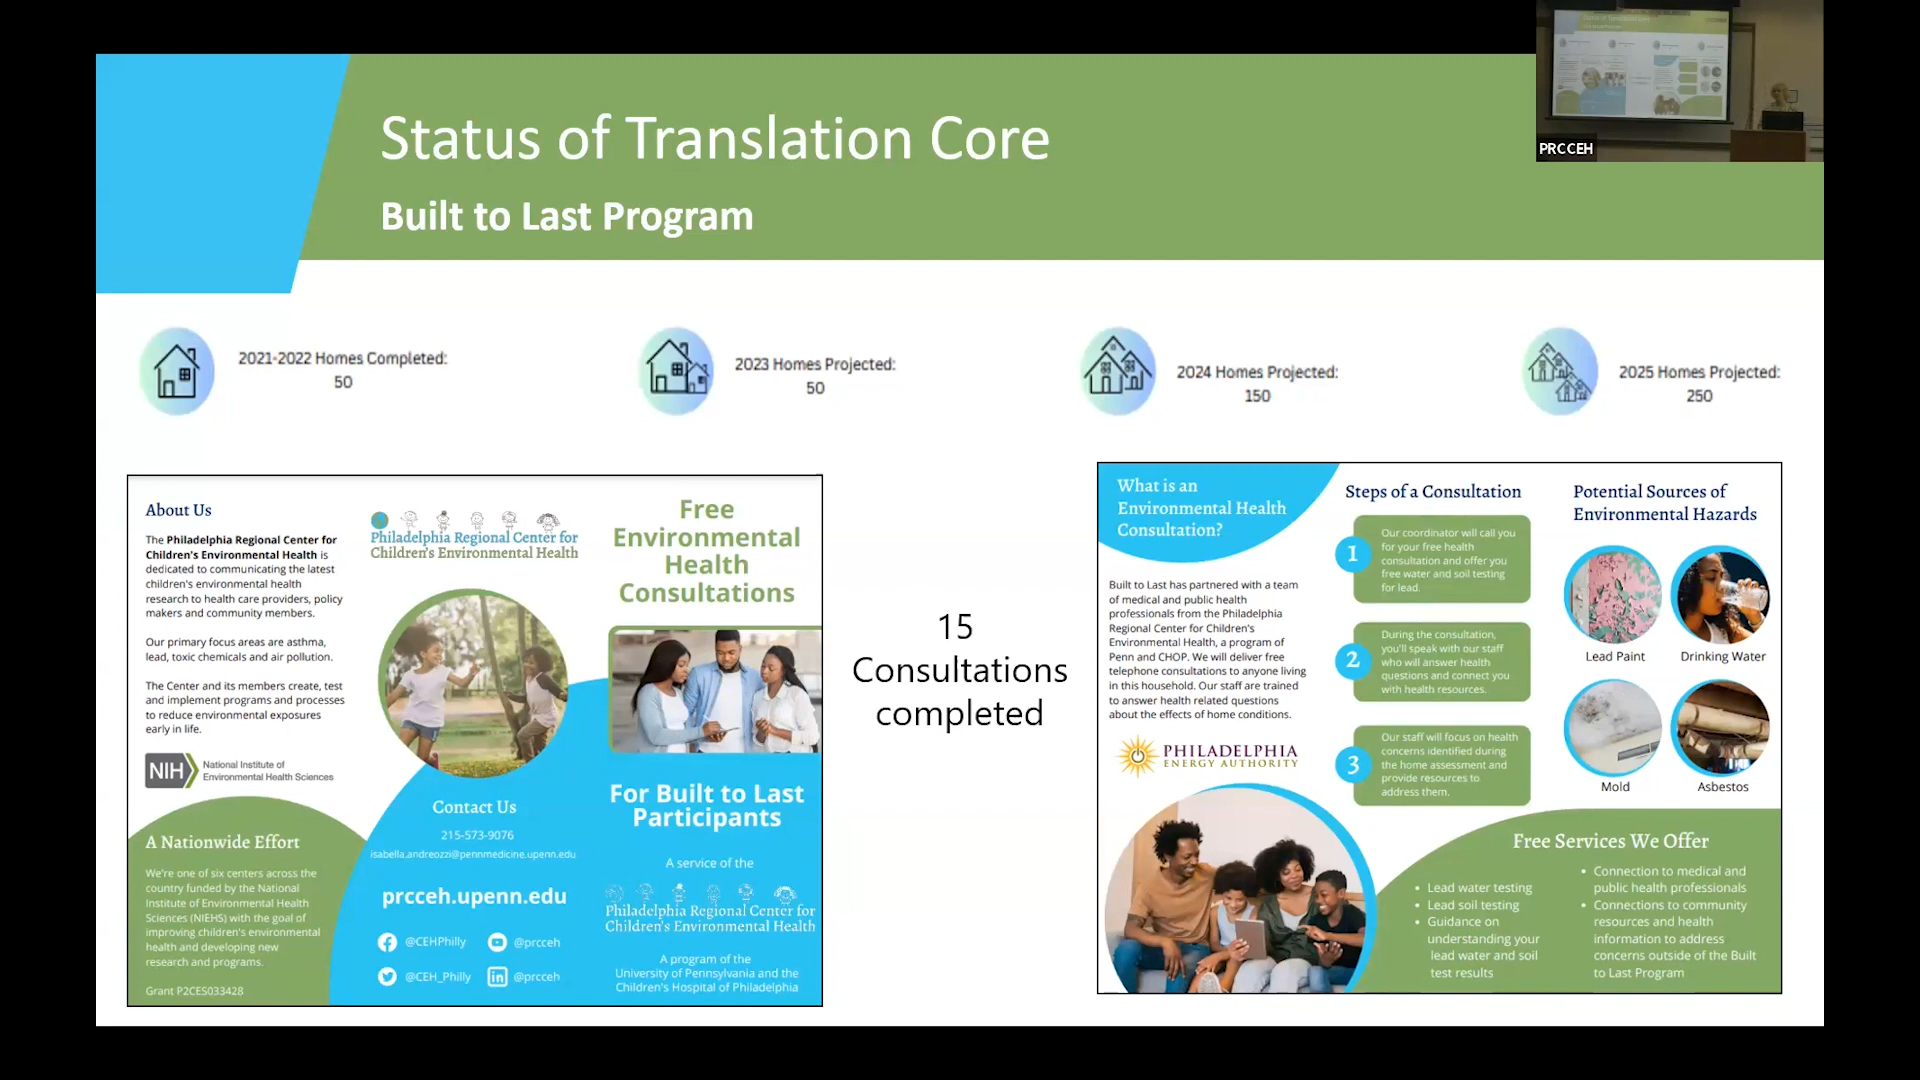 Status of Translation Core
Built to Last Program
PRCCEH
2021-2022 Homes Completed:
50
2023 Homes Projected:
50
2024 Homes Projected:
150
2025 Homes Projected:
250
About Us
The Philadelphia Regional Center for
Children's Environmental Health is
dedicated to communicating the latest
children's environmental health
research to health care providers, policy
makers and community members.
Our primary focus areas are asthma,
lead, toxic chemicals and air pollution.
The Center and its members create, test
and implement programs and processes
to reduce environmental exposures
early in life.
NIH
National Institute of
Environmental Health Sciences
A Nationwide Effort
We're one of six centers across the
country funded by the National
Institute of Environmental Health
Sciences (NIEHS) with the goal of
improving children's environmental
health and developing new
research and programs.
Grant P2CES033428
Philadelphia Regional Center for
Children's Environmental Health
Contact Us
215-573-9076
isabella.andreozzi@pennmedicine.upenn.edu
prcceh.upenn.edu
@CEHPhilly
@prcceh
@CEH_Philly
@prcceh
Free
Environmental
Health
Consultations
For Built to Last
Participants
A service of the
Philadelphia Regional Center for
Children's Environmental Health
A program of the
University of Pennsylvania and the
Children's Hospital of Philadelphia
15
Consultations
completed
What is an
Environmental Health
Consultation?
Built to Last has partnered with a team
of medical and public health
professionals from the Philadelphia
Regional Center for Children's
Environmental Health, a program of
Penn and CHOP. We will deliver free
telephone consultations to anyone living
in this household. Our staff are trained
to answer health related questions
about the effects of home conditions.
PHILADELPHIA
ENERGY AUTHORITY
Steps of a Consultation
1
Our coordinator will call you
for your free health
consultation and offer you
free water and soil testing
for lead.
2
During the consultation,
you'll speak with our staff
who will answer health
questions and connect you
with health resources.
3
Our staff will focus on health
concerns identified during
the home assessment and
provide resources to
address them.
Potential Sources of
Environmental Hazards
Lead Paint
Drinking Water
Mold
Asbestos
Free Services We Offer
• Lead water testing
• Lead soil testing
• Guidance on
understanding your
lead water and soil
test results
• Connection to medical and
public health professionals
• Connections to community
resources and health
information to address
concerns outside of the Built
to Last Program